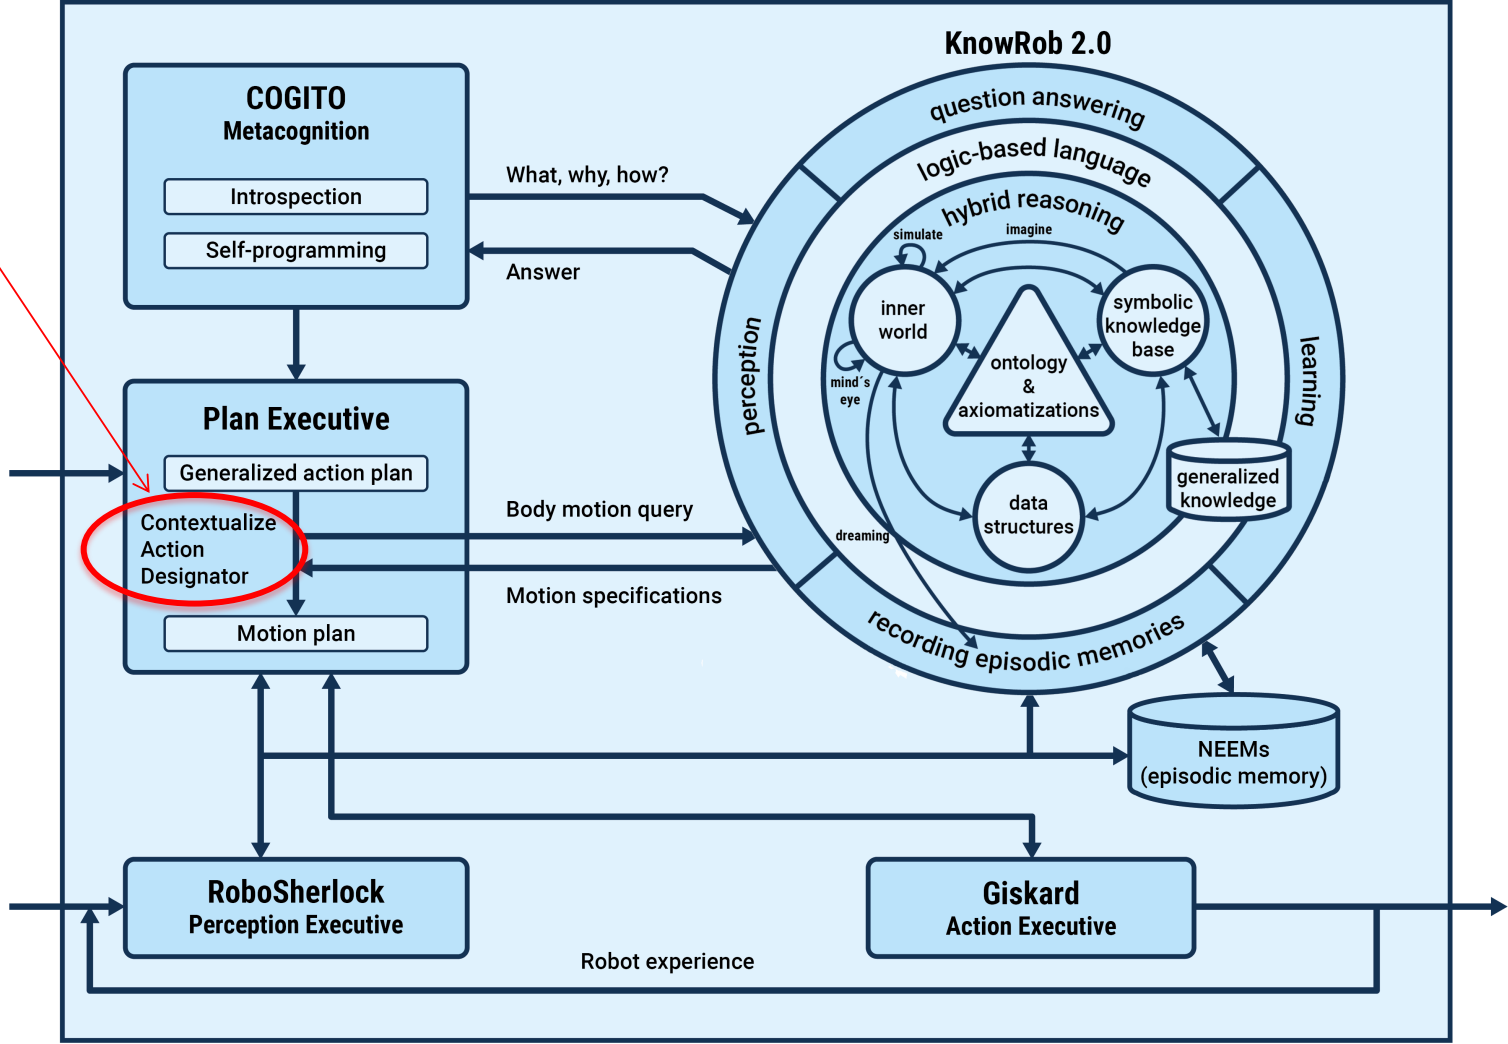 KnowRob 2.0
COGITO
Metacognition
Introspection
Self-programming
What, why, how?
Answer
question answering
logic-based language
hybrid reasoning
simulate
imagine
inner
world
symbolic
knowledge
base
mind´s
eye
ontology
&
axiomatizations
perception
learning
data
structures
generalized
knowledge
dreaming
recording episodic memories
Plan Executive
Generalized action plan
Contextualize
Action
Designator
Motion plan
Body motion query
Motion specifications
NEEMs
(episodic memory)
RoboSherlock
Perception Executive
Giskard
Action Executive
Robot experience